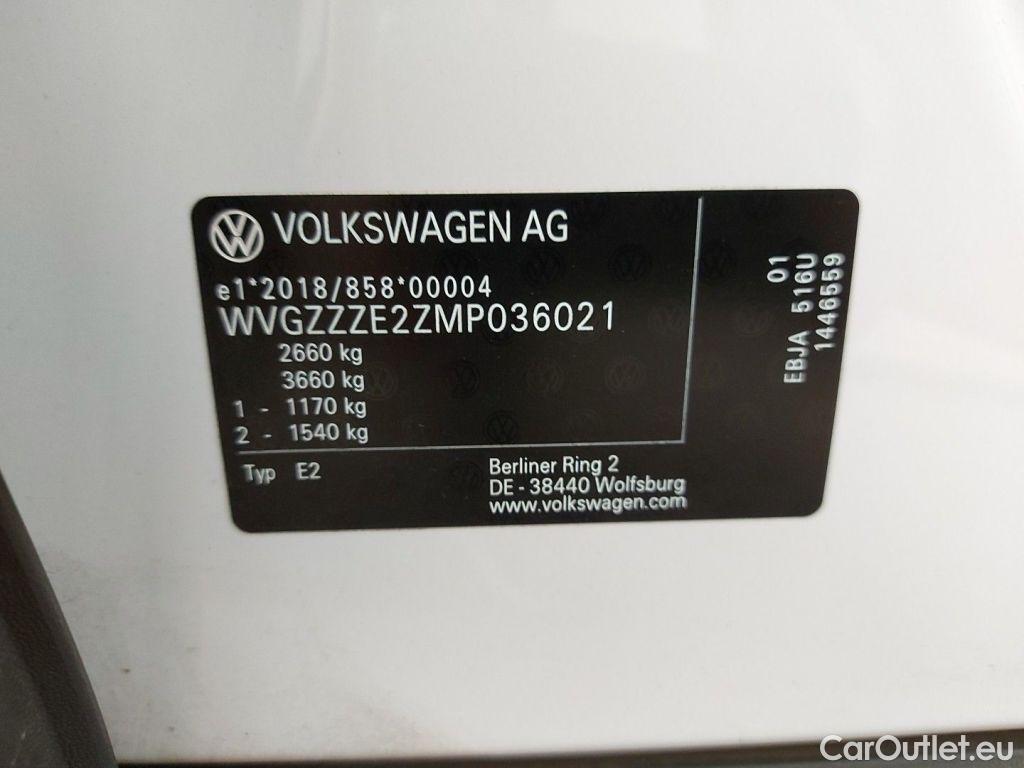 VOLKSWAGEN AG
e1*2018/858*00004
WVGZZZE2ZMP036021
2660 kg
3660 kg
1 - 1170 kg
2 - 1540 kg
Typ E2
Berliner Ring 2
DE - 38440 Wolfsburg
www.volkswagen.com
01
EBJA 516U
1446559
CarOutlet.eu